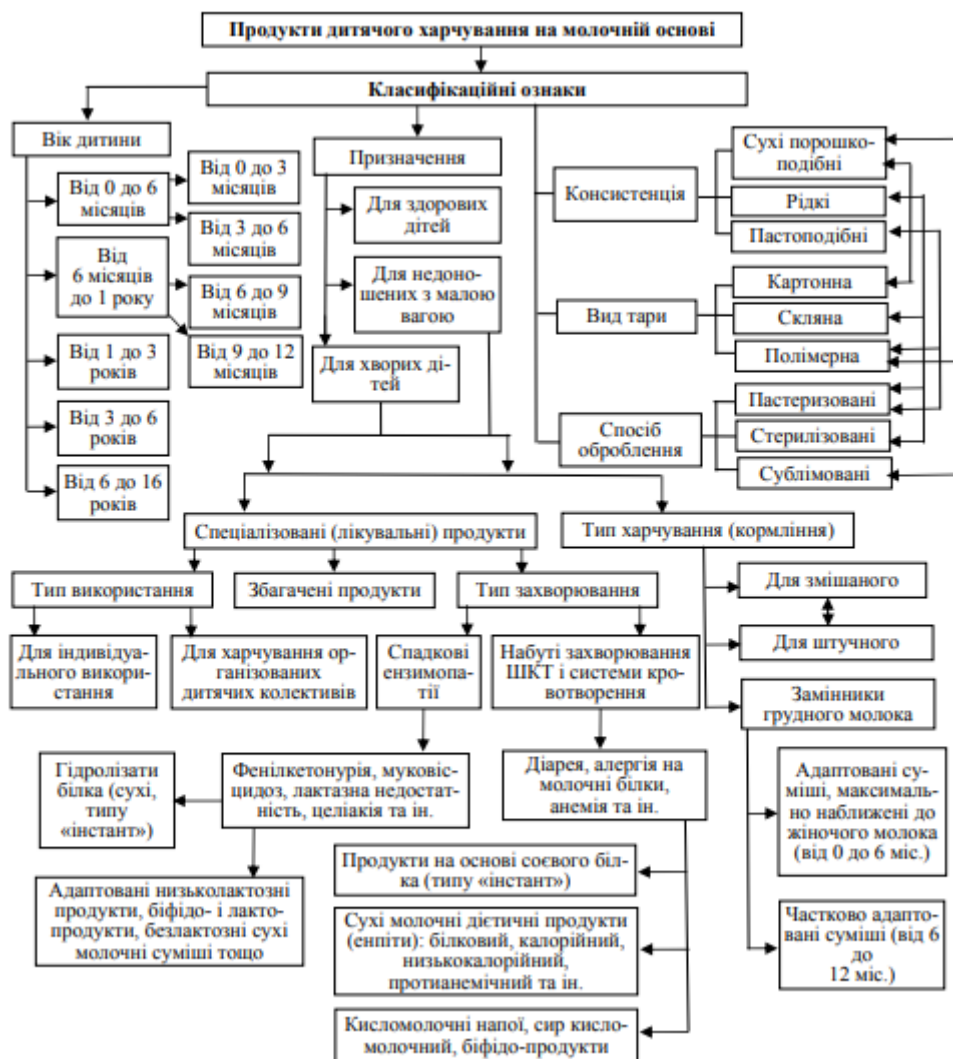 Продукти дитячого харчування на молочній основі
Класифікаційні ознаки
Вік дитини
Від 0 до 6
місяців
Від 0 до 3
місяців
Від 3 до 6
місяців
Від
6 місяців
до 1 року
Від 6 до 9
місяців
Від 9 до 12
місяців
Від 1 до 3
років
Від 3 до 6
років
Від 6 до 16
років
Призначення
Для здорових
дітей
Для недоно-
шених з малою
вагою
Для хворих ді-
тей
Консистенція
Сухі порошко-
подібні
Рідкі
Пастоподібні
Вид тари
Картонна
Скляна
Полімерна
Спосіб
оброблення
Пастеризовані
Стерилізовані
Сублімовані
Спеціалізовані (лікувальні) продукти
Тип харчування (кормління)
Тип використання
Збагачені продукти
Тип захворювання
Для змішаного
Для штучного
Для індивіду-
ального викори-
стання
Для харчування ор-
ганізованих
дитячих колективів
Спадкові
ензимопа-
тії
Набуті захворювання
ШКТ і системи кро-
вотворення
Замінники
грудного молока
Гідролізати
білка (сухі,
типу
«інстант»)
Фенілкетонурія, муковіс-
цидоз, лактазна недостат-
ність, целіакія та ін.
Діарея, алергія на
молочні білки,
анемія та ін.
Адаптовані су-
міші, максималь-
но наближені до
жіночого молока
(від 0 до 6 міс.)
Адаптовані низьколактозні
продукти, біфідо- і лакто-
продукти, безлактозні сухі
молочні суміші тощо
Продукти на основі соєвого біл-
ка (типу «інстант»)
Сухі молочні дієтичні продукти
(енпіти): білковий, калорійний,
низькокалорійний,
протианемічний та ін.
Частково адапто-
вані суміші (від 6
до
12 міс.)
Кисломолочні напої, сир кисло-
молочний, біфідо-продукти